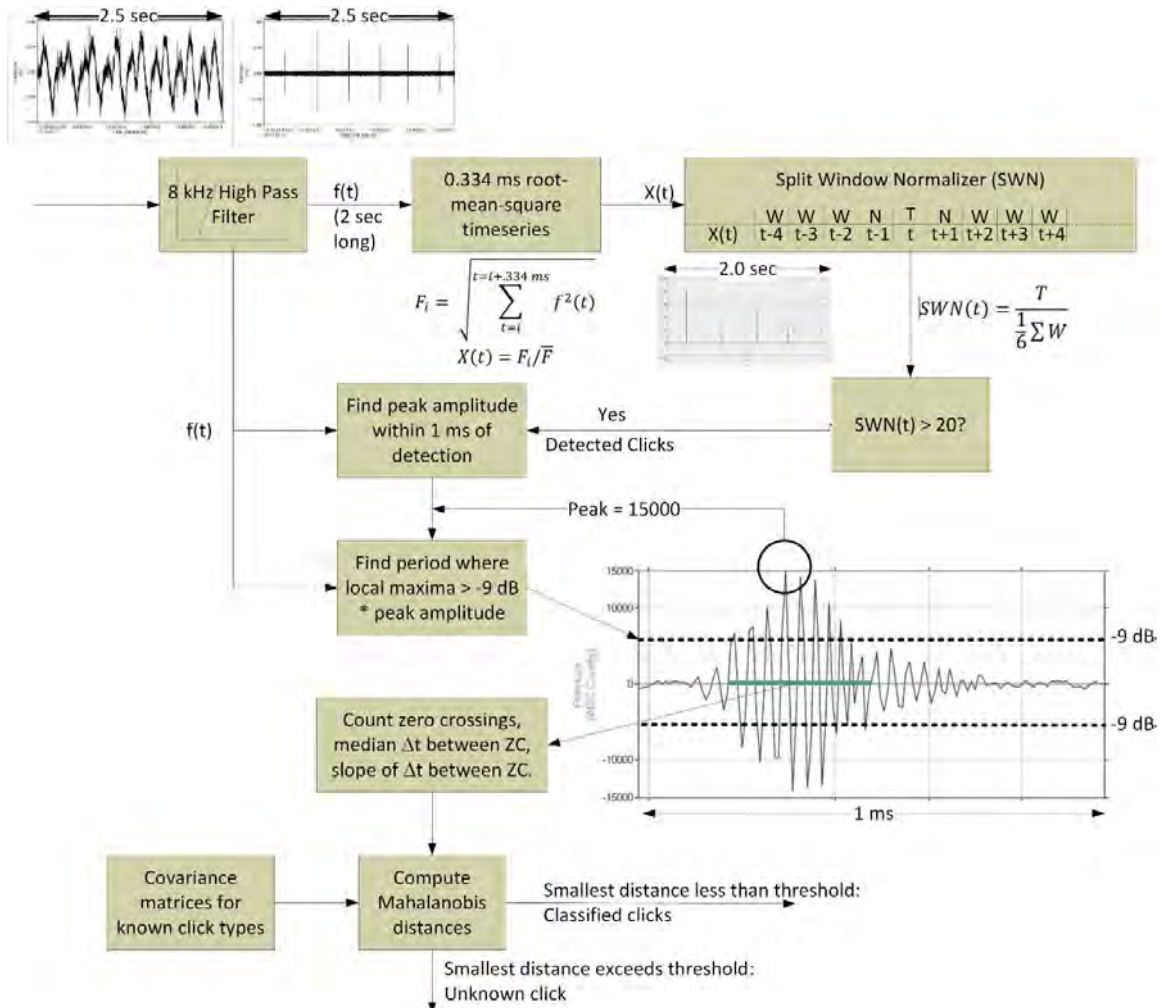 2.5 sec
2.5 sec
8 kHz High Pass
Filter
f(t)
(2 sec
long)
0.334 ms root-
mean-square
timeseries
X(t)
Split Window Normalizer (SWN)
W W W N T N W W W
X(t) t-4 t-3 t-2 t-1 t t+1 t+2 t+3 t+4
F_i = √(∑_{t=i}^{t=i+.334 ms} f²(t))
X(t) = F_i/F̅
2.0 sec
SWN(t) = T / (1/6 ∑ W)
f(t)
Find peak amplitude
within 1 ms of
detection
Yes
Detected Clicks
SWN(t) > 20?
Peak = 15000
Find period where
local maxima > -9 dB
* peak amplitude
15000
10000
0
-10000
-15000
-9 dB
-9 dB
1 ms
Count zero crossings,
median Δt between ZC,
slope of Δt between ZC.
Covariance
matrices for
known click types
Compute
Mahalanobis
distances
Smallest distance less than threshold:
Classified clicks
Smallest distance exceeds threshold:
Unknown click